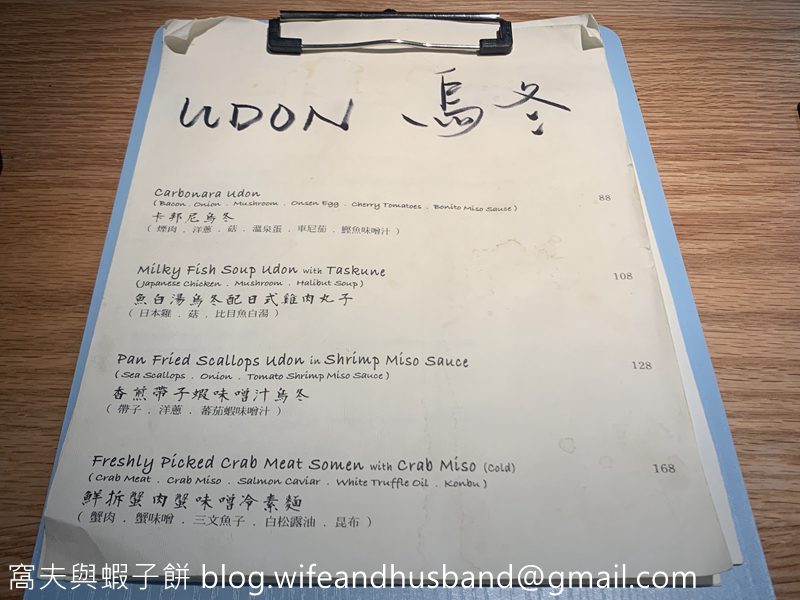 UDON 烏冬
Carbonara Udon 88
(Bacon . Onion . Mushroom . Onsen Egg . Cherry Tomatoes . Bonito Miso Sauce)
卡邦尼烏冬
( 煙肉 . 洋蔥 . 菇 . 溫泉蛋 . 車厘茄 . 鰹魚味噌汁 )
Milky Fish Soup Udon with Taskune 108
(Japanese Chicken . Mushroom . Halibut Soup)
魚白湯烏冬配日式雞肉丸子
( 日本雞 . 菇 . 比目魚白湯 )
Pan Fried Scallops Udon in Shrimp Miso Sauce 128
( Sea Scallops . Onion . Tomato Shrimp Miso Sauce )
香煎帶子蝦味噌汁烏冬
( 帶子 . 洋蔥 . 蕃茄蝦味噌汁 )
Freshly Picked Crab Meat Somen with Crab Miso (Cold) 168
( Crab Meat . Crab Miso . Salmon Caviar . White Truffle Oil . Konbu )
鮮拆蟹肉蟹味噌冷素麵
( 蟹肉 . 蟹味噌 . 三文魚子 . 白松露油 . 昆布 )
窩夫與蝦子餅 blog.wifeandhusband@gmail.com